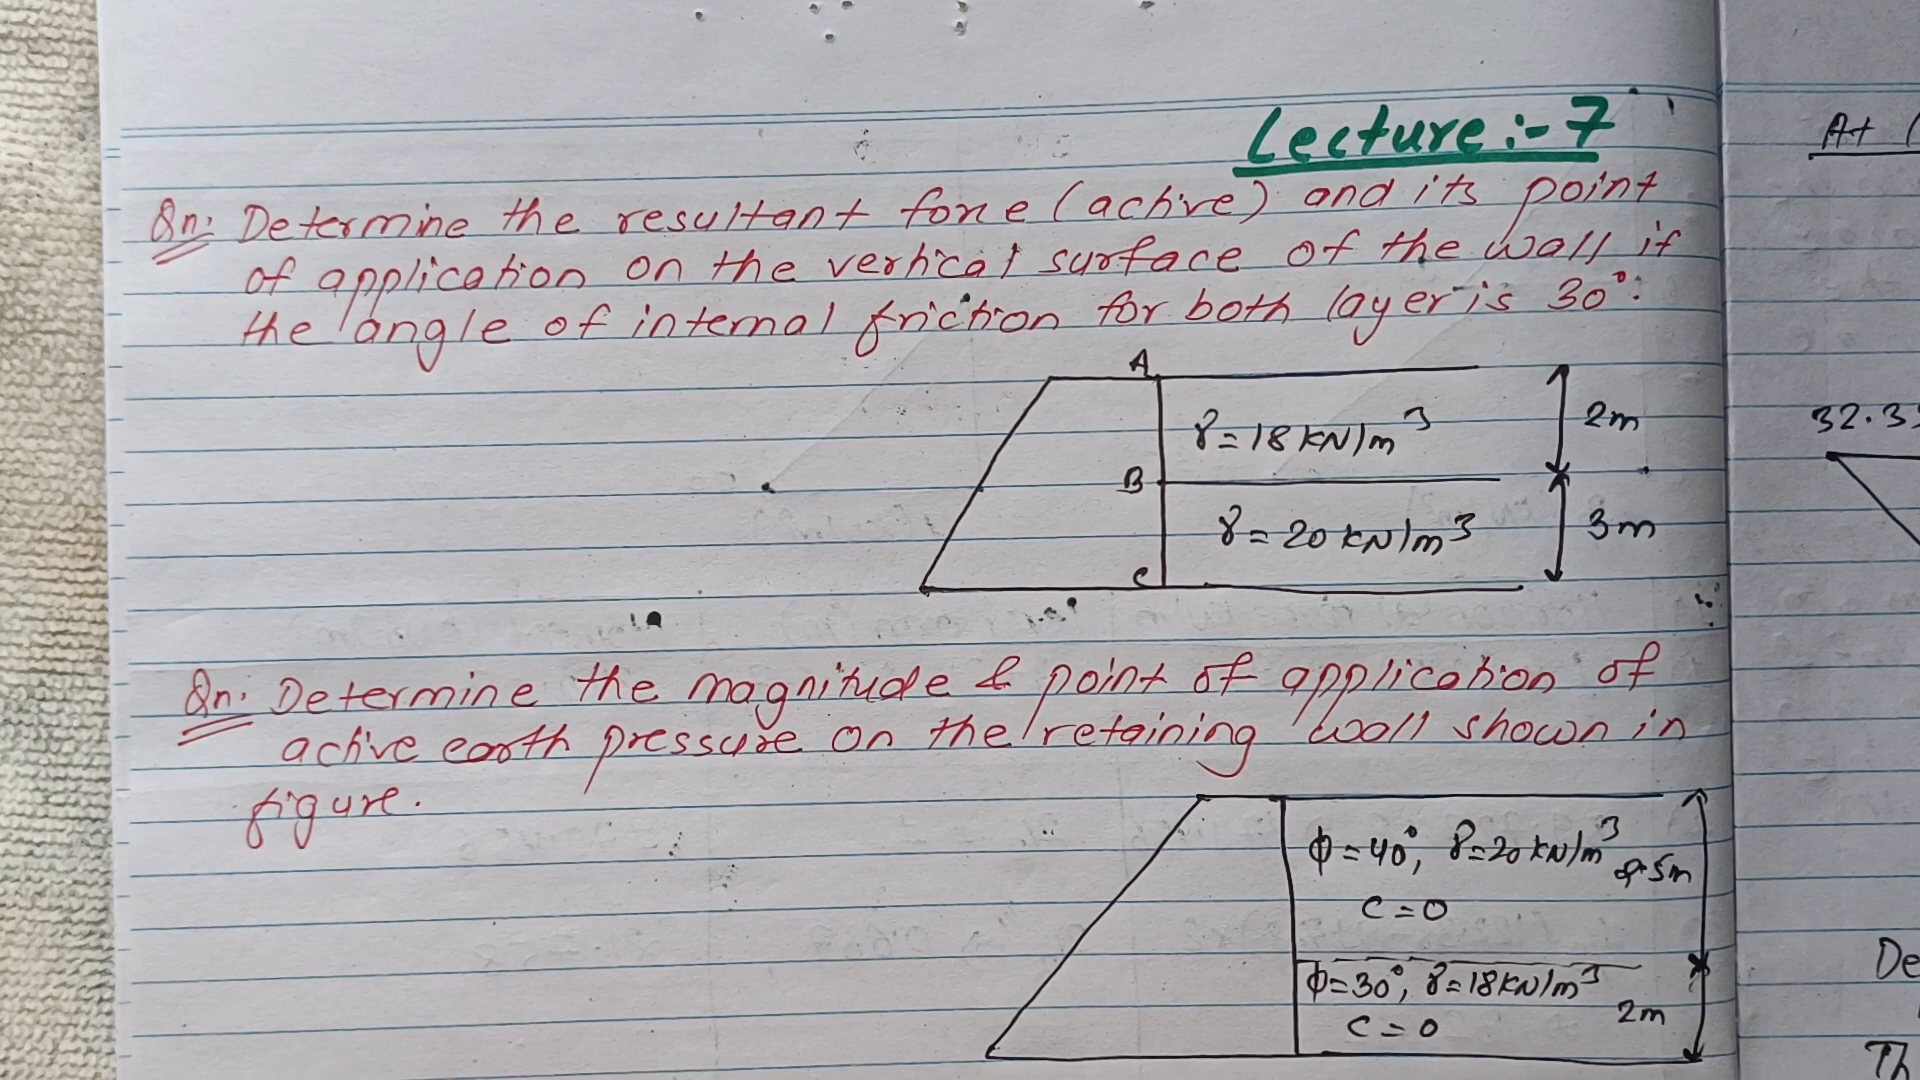 Lecture:- 7
At
Qn: Determine the resultant force (active) and its point
of application on the vertical surface of the wall if
the angle of internal friction for both layer is 30°.
A
γ = 18 kN/m³
2m
32.3
B
γ = 20 kN/m³
3m
C
Qn: Determine the magnitude & point of application of
active earth pressure on the retaining wall shown in
figure.
φ = 40°, γ = 20 kN/m³
5m
C = 0
De
φ = 30°, γ = 18 kN/m³
2m
C = 0
Th